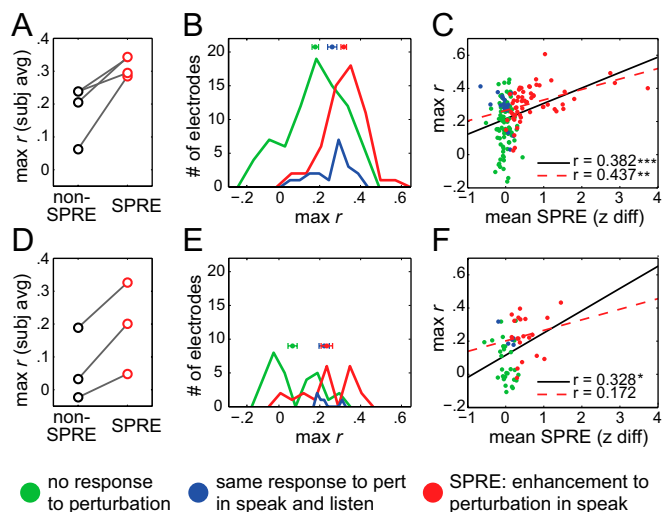 A
B
C
max r (subj avg)
.4
.3
.2
.1
0
non-SPRE
SPRE
# of electrodes
20
10
0
−.2
0
.2
.4
.6
max r
max r
.8
.6
.4
.2
0
−.2
r = 0.382***
r = 0.437**
−1
0
1
2
3
4
mean SPRE (z diff)
D
E
F
max r (subj avg)
.3
.2
.1
0
non-SPRE
SPRE
# of electrodes
20
10
0
−.2
0
.2
.4
.6
max r
max r
.8
.6
.4
.2
0
.2
r = 0.328*
r = 0.172
−1
0
1
2
3
4
mean SPRE (z diff)
no response to perturbation
same response to pert in speak and listen
SPRE: enhancement to perturbation in speak